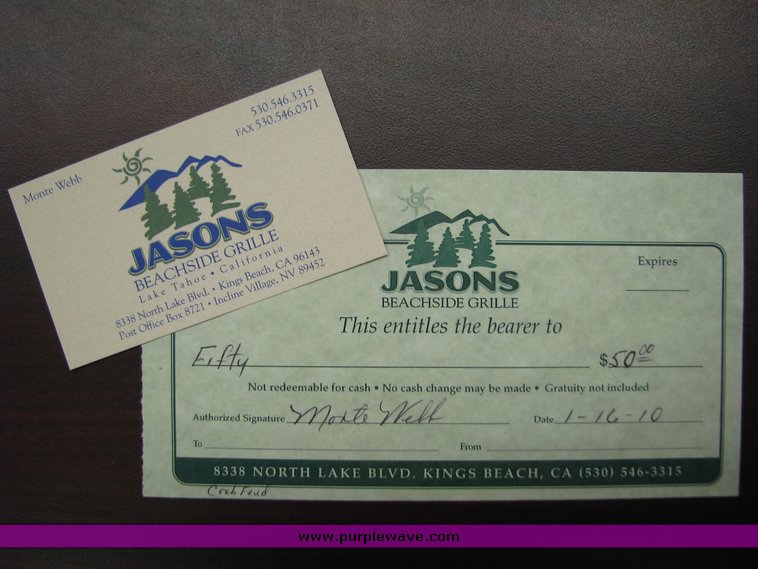 530.546.3315
FAX 530.546.0371
Monte Webb
JASONS
BEACHSIDE GRILLE
Lake Tahoe • California
8338 North Lake Blvd. • Kings Beach, CA 96143
Post Office Box 8721 • Incline Village, NV 89452
JASONS
BEACHSIDE GRILLE
Expires
This entitles the bearer to
Fifty $50.00
Not redeemable for cash • No cash change may be made • Gratuity not included
Authorized Signature Monte Webb Date 1-16-10
To From
8338 NORTH LAKE BLVD. KINGS BEACH, CA (530) 546-3315
Crab Feud
www.purplewave.com